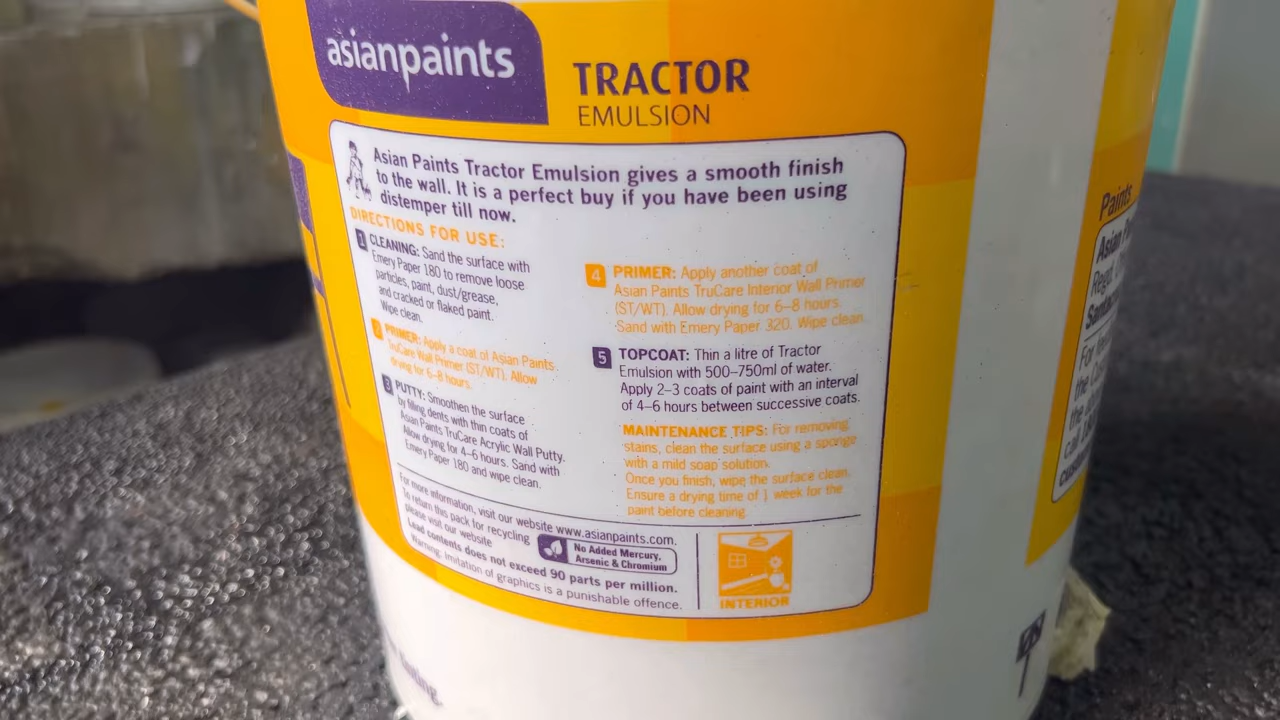 asianpaints
TRACTOR
EMULSION
Asian Paints Tractor Emulsion gives a smooth finish
to the wall. It is a perfect buy if you have been using
distemper till now.
DIRECTIONS FOR USE:
1 CLEANING: Sand the surface with
Emery Paper 180 to remove loose
particles, paint, dust/grease,
and cracked or flaked paint.
Wipe clean.
2 PRIMER: Apply a coat of Asian Paints
TruCare Wall Primer (ST/WT). Allow
drying for 6–8 hours.
3 PUTTY: Smoothen the surface
by filling dents with thin coats of
Asian Paints TruCare Acrylic Wall Putty.
Allow drying for 4–6 hours. Sand with
Emery Paper 180 and wipe clean.
4 PRIMER: Apply another coat of
Asian Paints TruCare Interior Wall Primer
(ST/WT). Allow drying for 6–8 hours.
Sand with Emery Paper 320. Wipe clean.
5 TOPCOAT: Thin a litre of Tractor
Emulsion with 500–750ml of water.
Apply 2–3 coats of paint with an interval
of 4–6 hours between successive coats.
MAINTENANCE TIPS: For removing
stains, clean the surface using a sponge
with a mild soap solution.
Once you finish, wipe the surface clean.
Ensure a drying time of 1 week for the
paint before cleaning.
For more information, visit our website www.asianpaints.com.
To return this pack for recycling
please visit our website
No Added Mercury,
Arsenic & Chromium
Lead contents does not exceed 90 parts per million.
Warning: Imitation of graphics is a punishable offence.
INTERIOR
Paints
Asian
Regd.
For
the
the
call